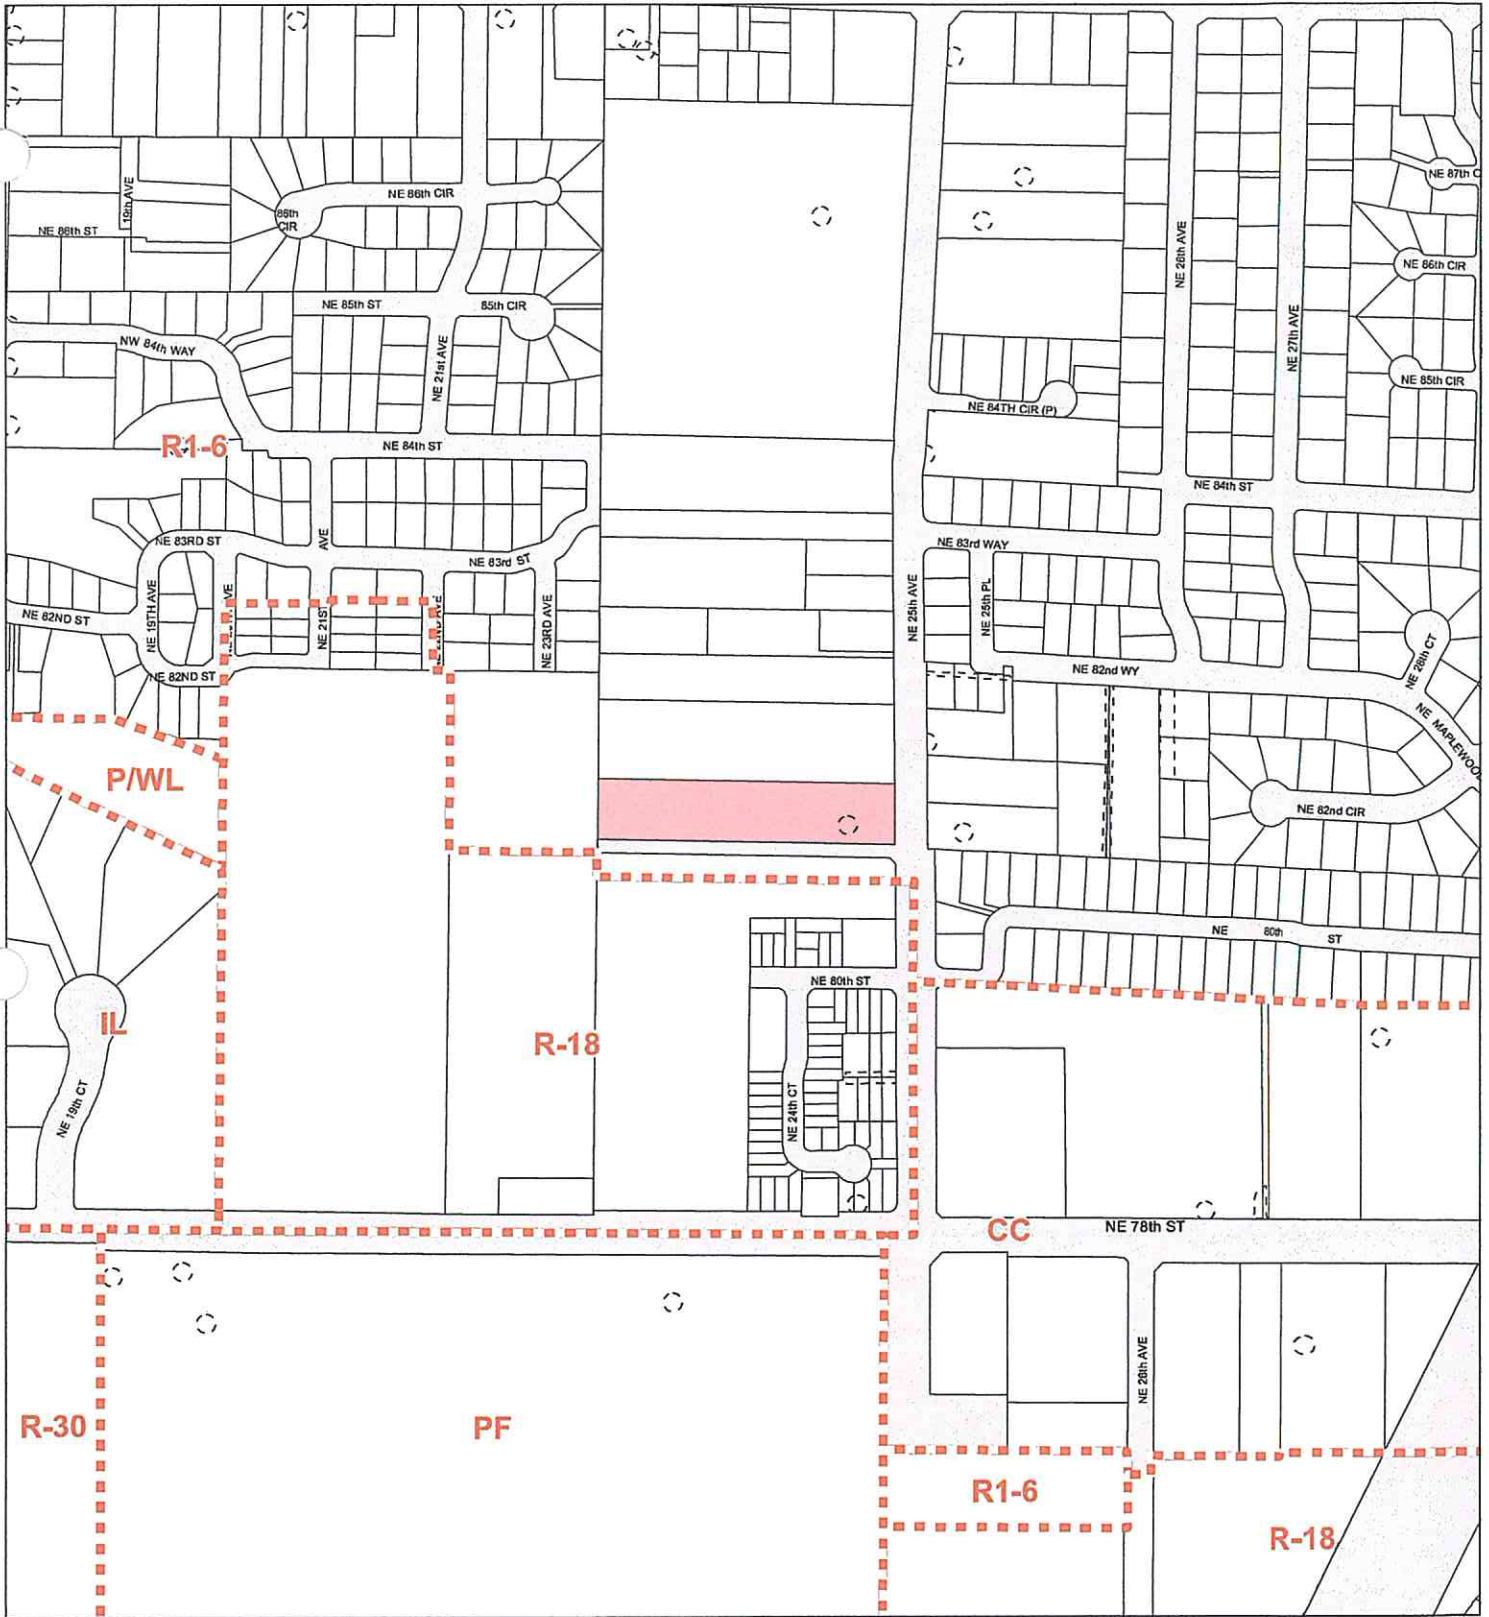 NE 87th C
19th AVE
NE 86th CIR
86th
CIR
NE 86th ST
NE 26th AVE
NE 86th CIR
NE 85th ST
85th CIR
NE 27th AVE
NW 84th WAY
NE 21st AVE
NE 85th CIR
NE 84TH CIR (P)
R1-6
NE 84th ST
NE 84th ST
NE 83RD ST
AVE
NE 83rd WAY
NE 83rd ST
NE 19TH AVE
NE 25th AVE
NE 25th PL
NE 82ND ST
NE 21ST
NE 23RD AVE
NE 28th CT
NE 82nd WY
NE 82ND ST
NE MAPLEWOOD
P/WL
NE 82nd CIR
NE 80th ST
NE 80th ST
IL
R-18
NE 24th CT
NE 19th CT
CC
NE 78th ST
NE 26th AVE
R-30
PF
R1-6
R-18